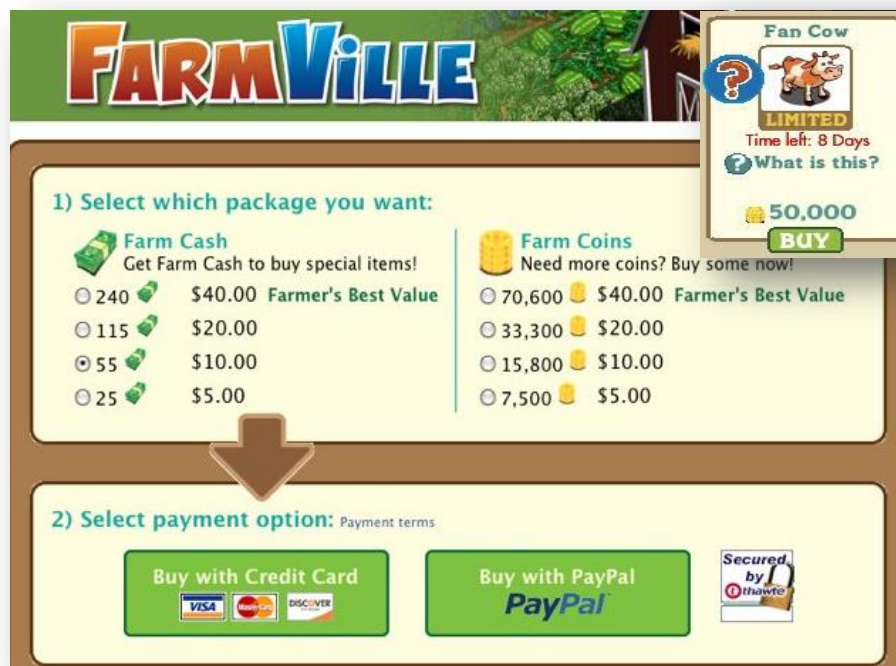 FARMVILLE
Fan Cow
?
LIMITED
Time left: 8 Days
? What is this?
50,000
BUY
1) Select which package you want:
Farm Cash
Get Farm Cash to buy special items!
240 $40.00 Farmer's Best Value
115 $20.00
55 $10.00
25 $5.00
Farm Coins
Need more coins? Buy some now!
70,600 $40.00 Farmer's Best Value
33,300 $20.00
15,800 $10.00
7,500 $5.00
2) Select payment option: Payment terms
Buy with Credit Card
VISA MasterCard DISCOVER
Buy with PayPal
PayPal
Secured
by
thawte